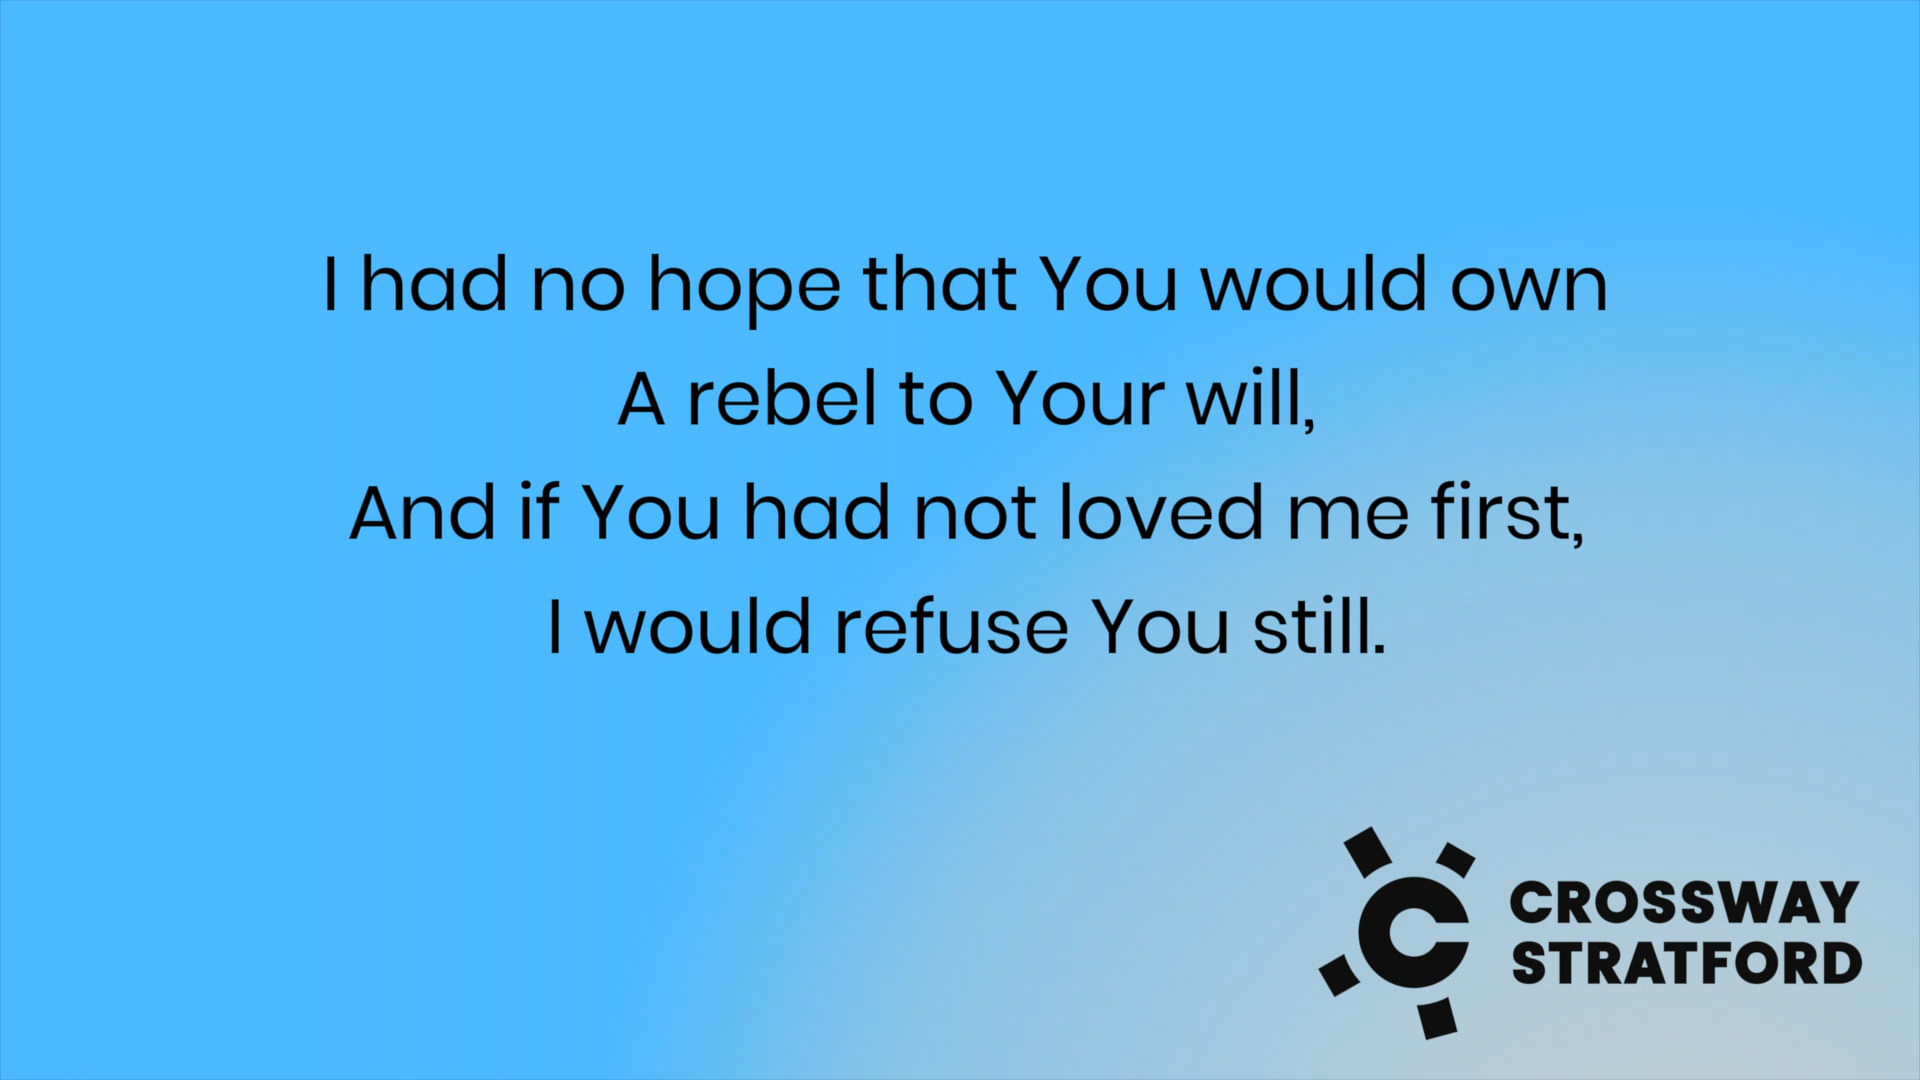 I had no hope that You would own
A rebel to Your will,
And if You had not loved me first,
I would refuse You still.
CROSSWAY
STRATFORD